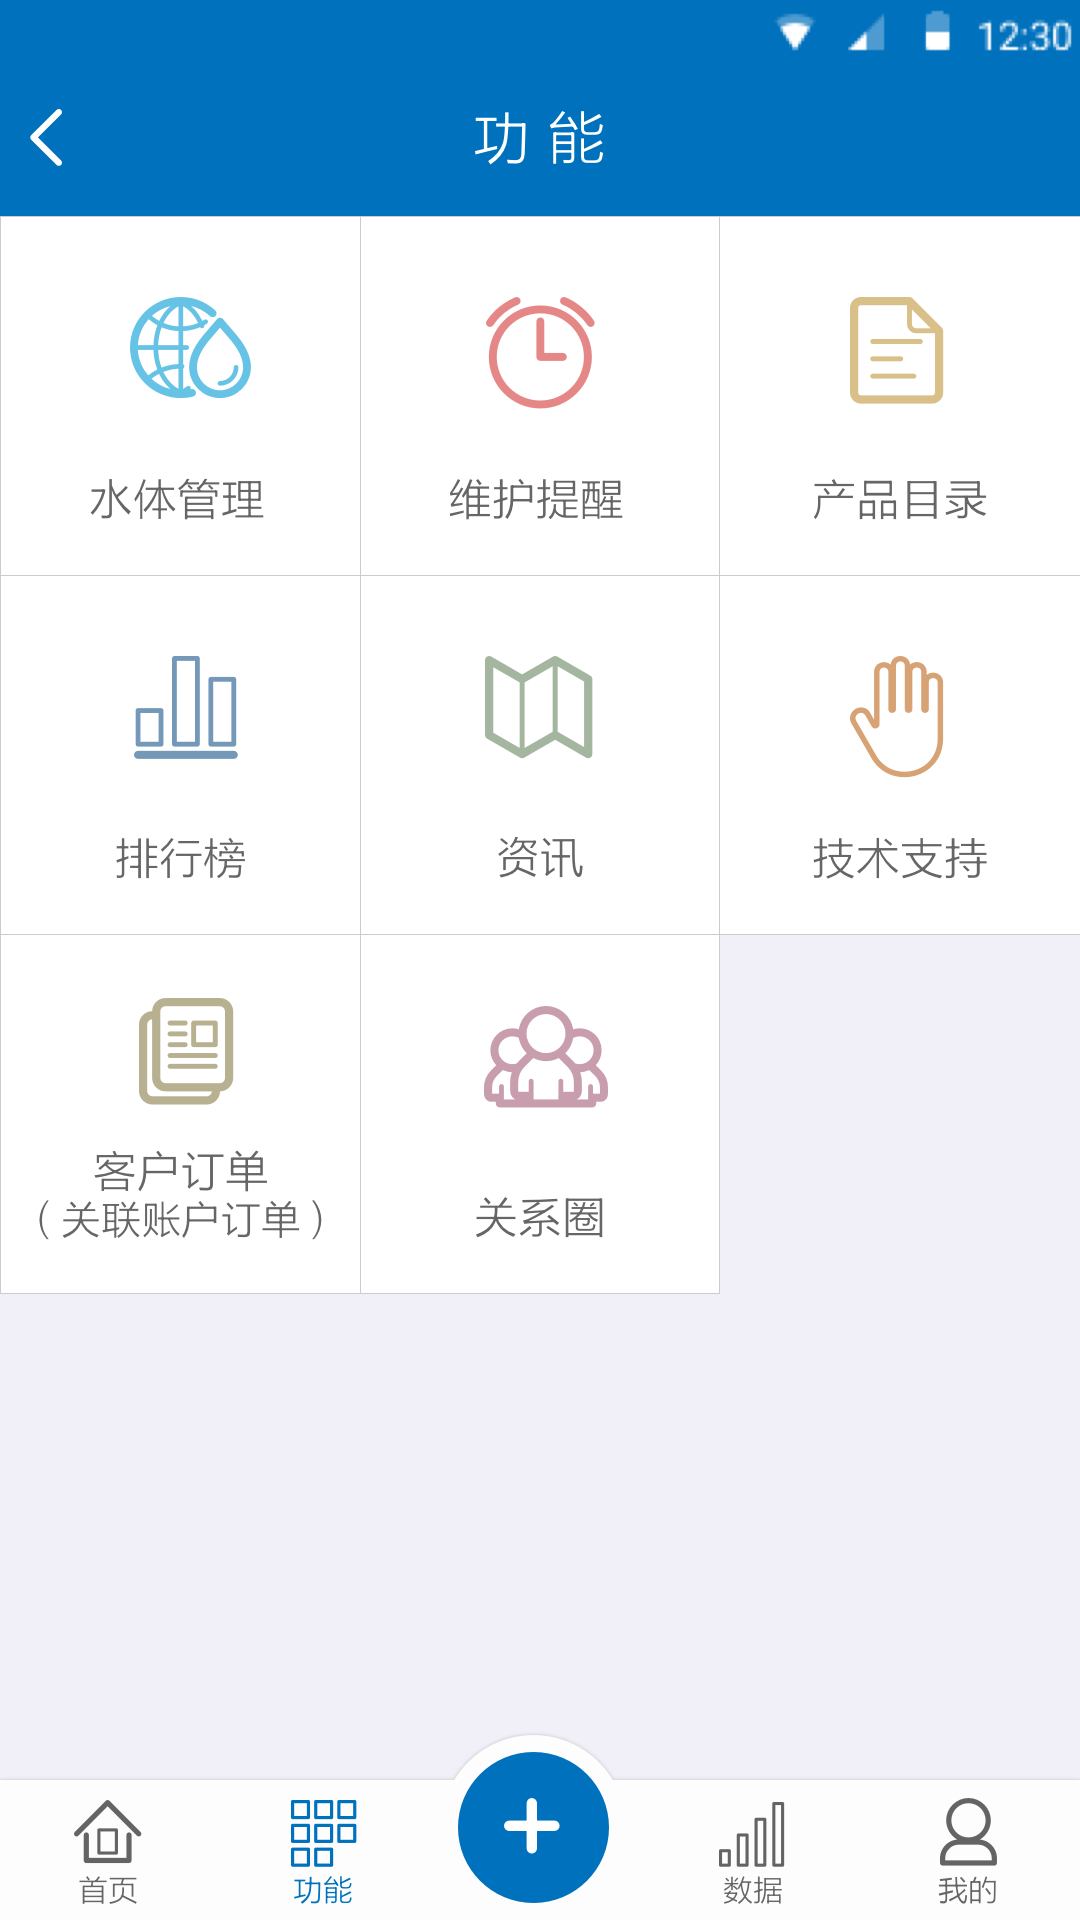 12:30
功能
水体管理
维护提醒
产品目录
排行榜
资讯
技术支持
客户订单
（关联账户订单）
关系圈
首页
功能
数据
我的